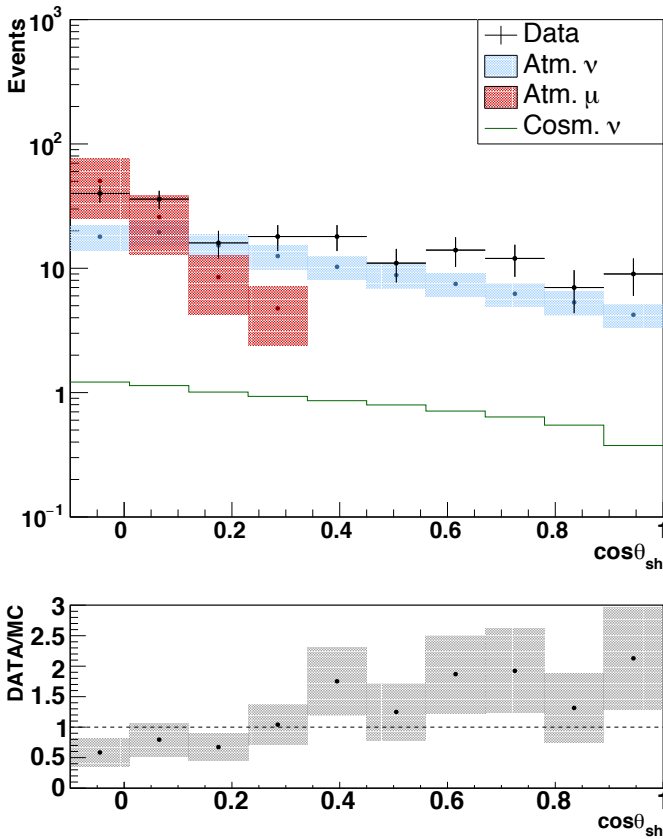 Events
10³
10²
10
1
10⁻¹
Data
Atm. ν
Atm. μ
Cosm. ν
0 0.2 0.4 0.6 0.8 1
cosθ_sh
DATA/MC
3
2.5
2
1.5
1
0.5
0
0 0.2 0.4 0.6 0.8 1
cosθ_sh